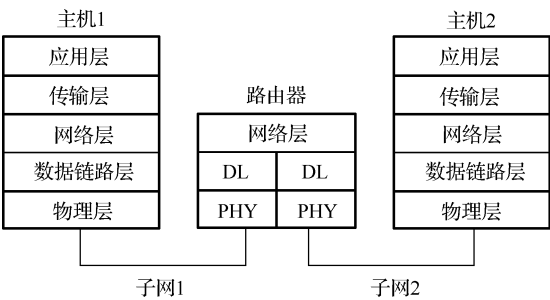 主机1
应用层
传输层
网络层
数据链路层
物理层
路由器
网络层
DL DL
PHY PHY
主机2
应用层
传输层
网络层
数据链路层
物理层
子网1
子网2